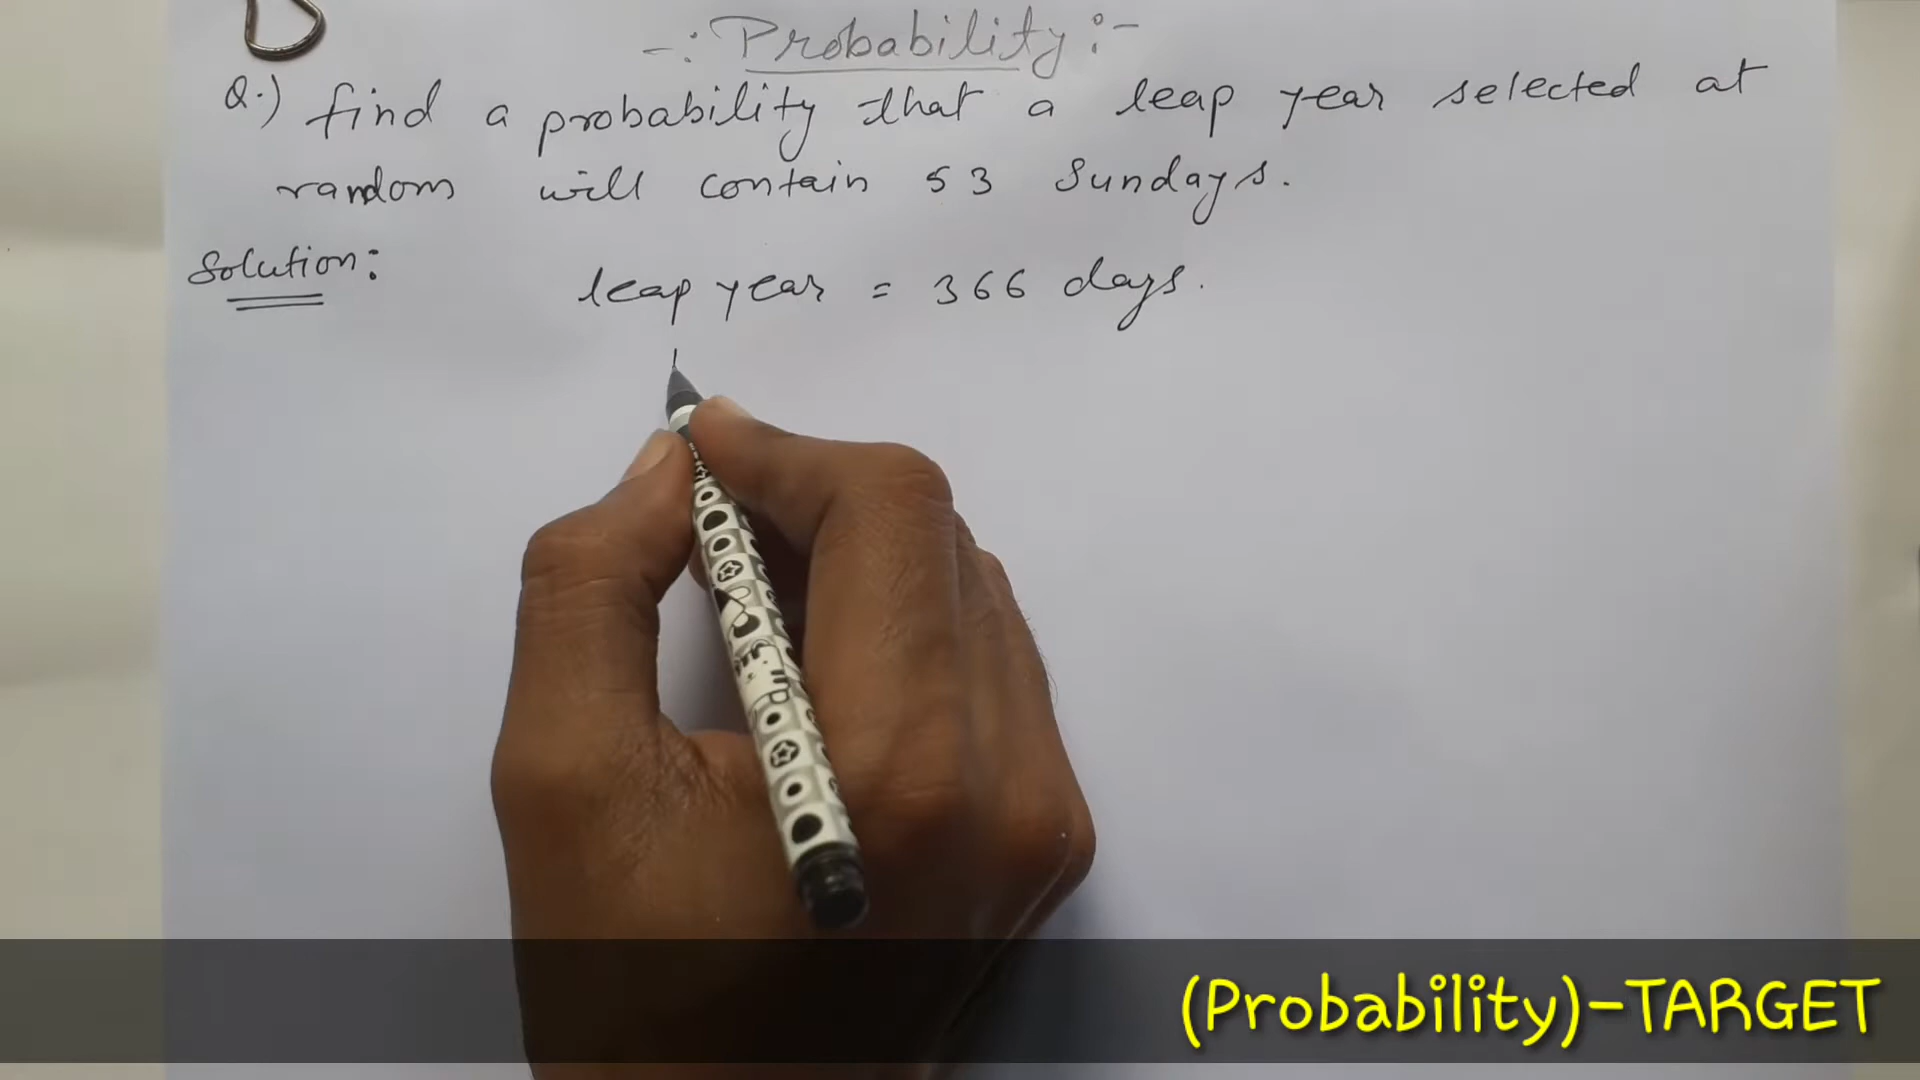 -: Probability :-
Q.) find a probability that a leap year selected at
random will contain 53 Sundays.
Solution:
leap year = 366 days.
(Probability)-TARGET